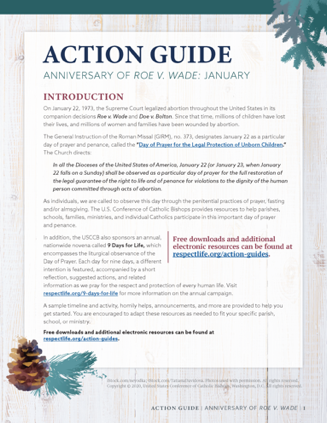 ACTION GUIDE
ANNIVERSARY OF ROE V. WADE: JANUARY
INTRODUCTION
On January 22, 1973, the Supreme Court legalized abortion throughout the United States in its
companion decisions Roe v. Wade and Doe v. Bolton. Since that time, millions of children have lost
their lives, and millions of women and families have been wounded by abortion.
The General Instruction of the Roman Missal (GIRM), no. 373, designates January 22 as a particular
day of prayer and penance, called the "Day of Prayer for the Legal Protection of Unborn Children."
The Church directs:
In all the Dioceses of the United States of America, January 22 (or January 23, when January
22 falls on a Sunday) shall be observed as a particular day of prayer for the full restoration of
the legal guarantee of the right to life and of penance for violations to the dignity of the human
person committed through acts of abortion.
As individuals, we are called to observe this day through the penitential practices of prayer, fasting
and/or almsgiving. The U.S. Conference of Catholic Bishops provides resources to help parishes,
schools, families, ministries, and individual Catholics participate in this important day of prayer
and penance.
In addition, the USCCB also sponsors an annual,
nationwide novena called 9 Days for Life, which
encompasses the liturgical observance of the
Day of Prayer. Each day for nine days, a different
intention is featured, accompanied by a short
reflection, suggested actions, and related
information as we pray for the respect and protection of every human life. Visit
respectlife.org/9-days-for-life for more information on the annual campaign.
Free downloads and additional
electronic resources can be found at
respectlife.org/action-guides.
A sample timeline and activity, homily helps, announcements, and more are provided to help you
get started. You are encouraged to adapt these resources as needed to fit your specific parish,
school, or ministry.
Free downloads and additional electronic resources can be found at
respectlife.org/action-guides.
ACTION GUIDE | ANNIVERSARY OF ROE V. WADE | 1